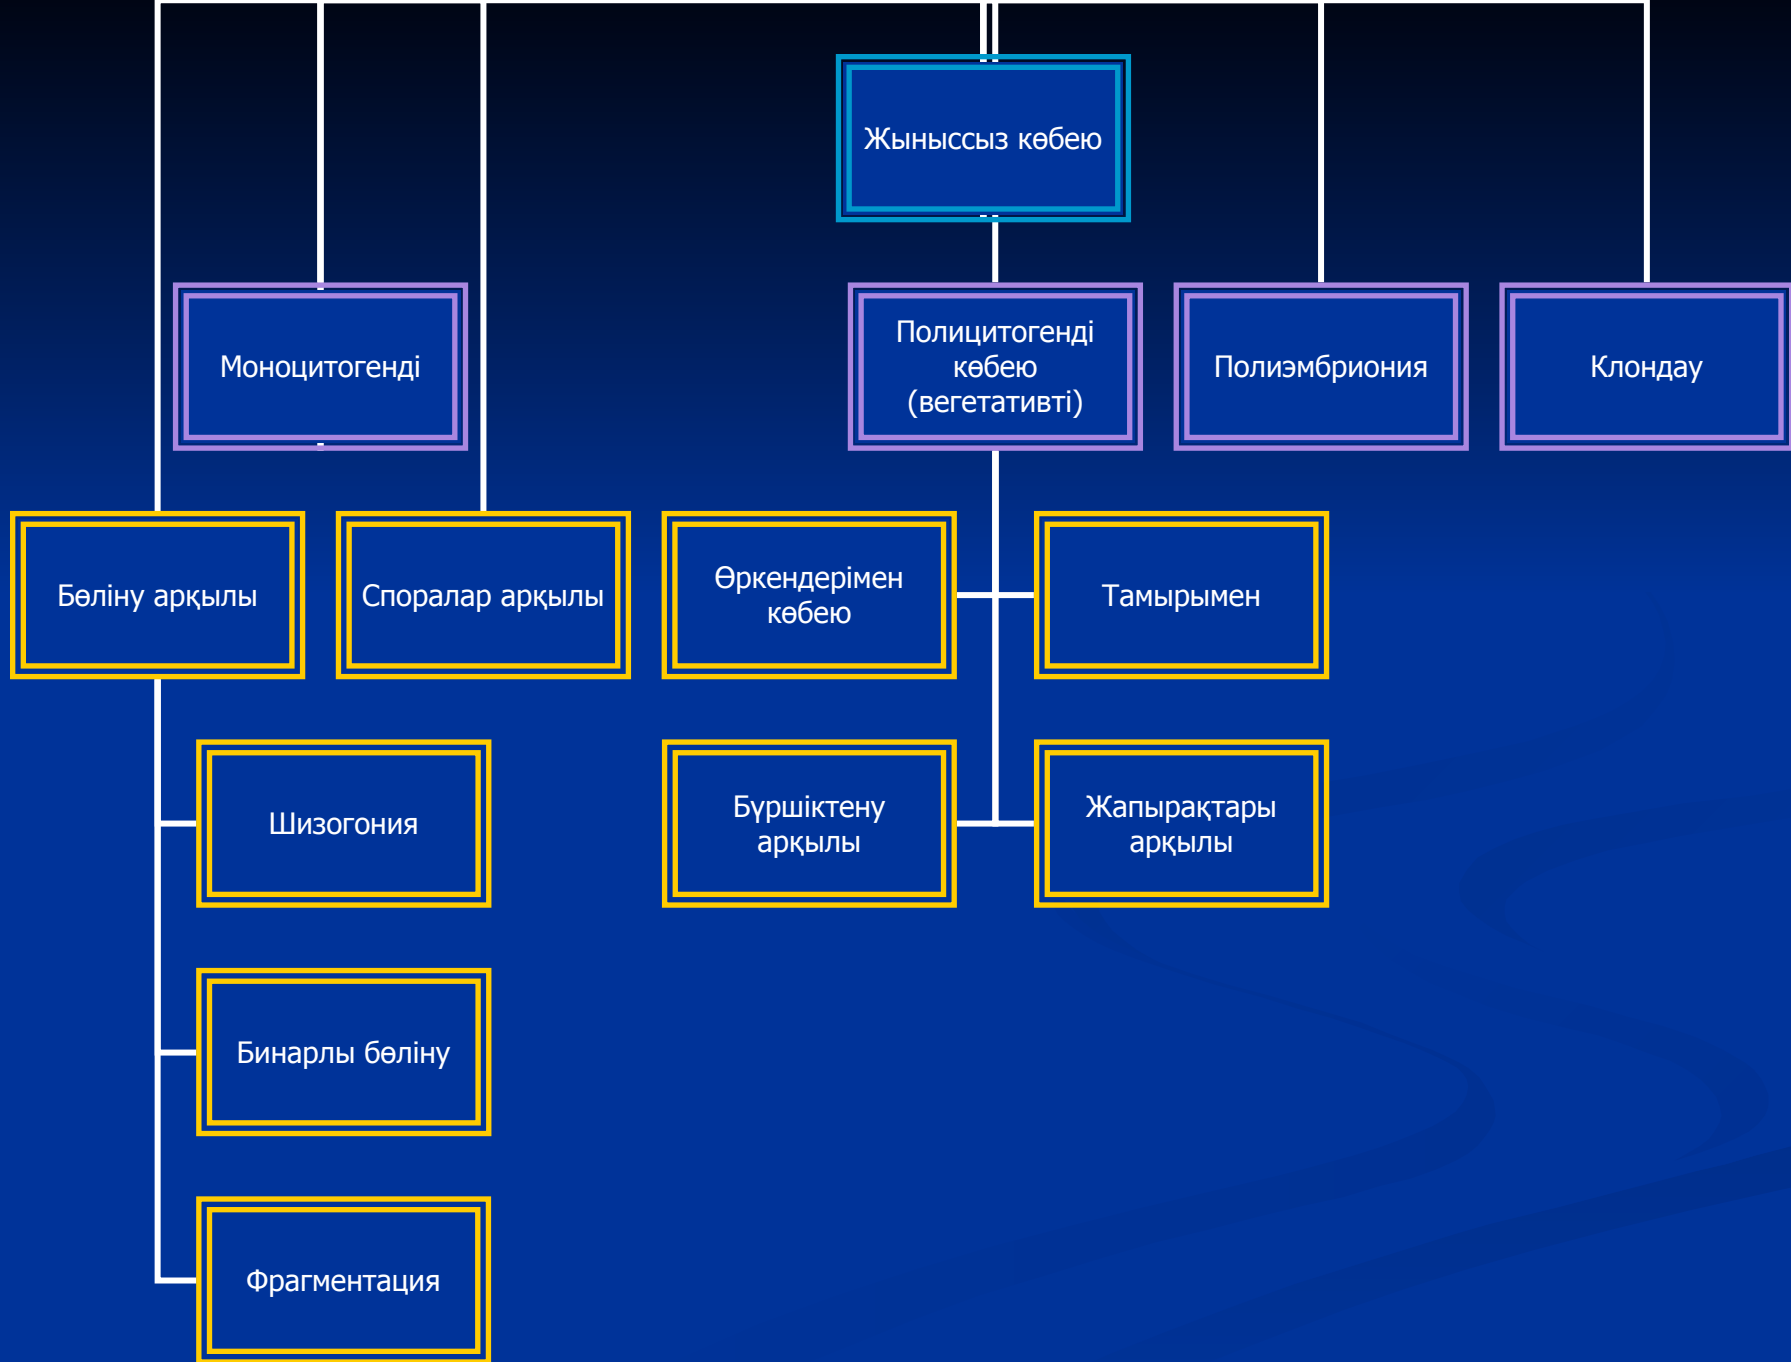 Жыныссыз көбею
Моноцитогенді
Полицитогенді
көбею
(вегетативті)
Полиэмбриония
Клондау
Бөліну арқылы
Споралар арқылы
Өркендерімен
көбею
Тамырымен
Шизогония
Бүршіктену
арқылы
Жапырақтары
арқылы
Бинарлы бөліну
Фрагментация